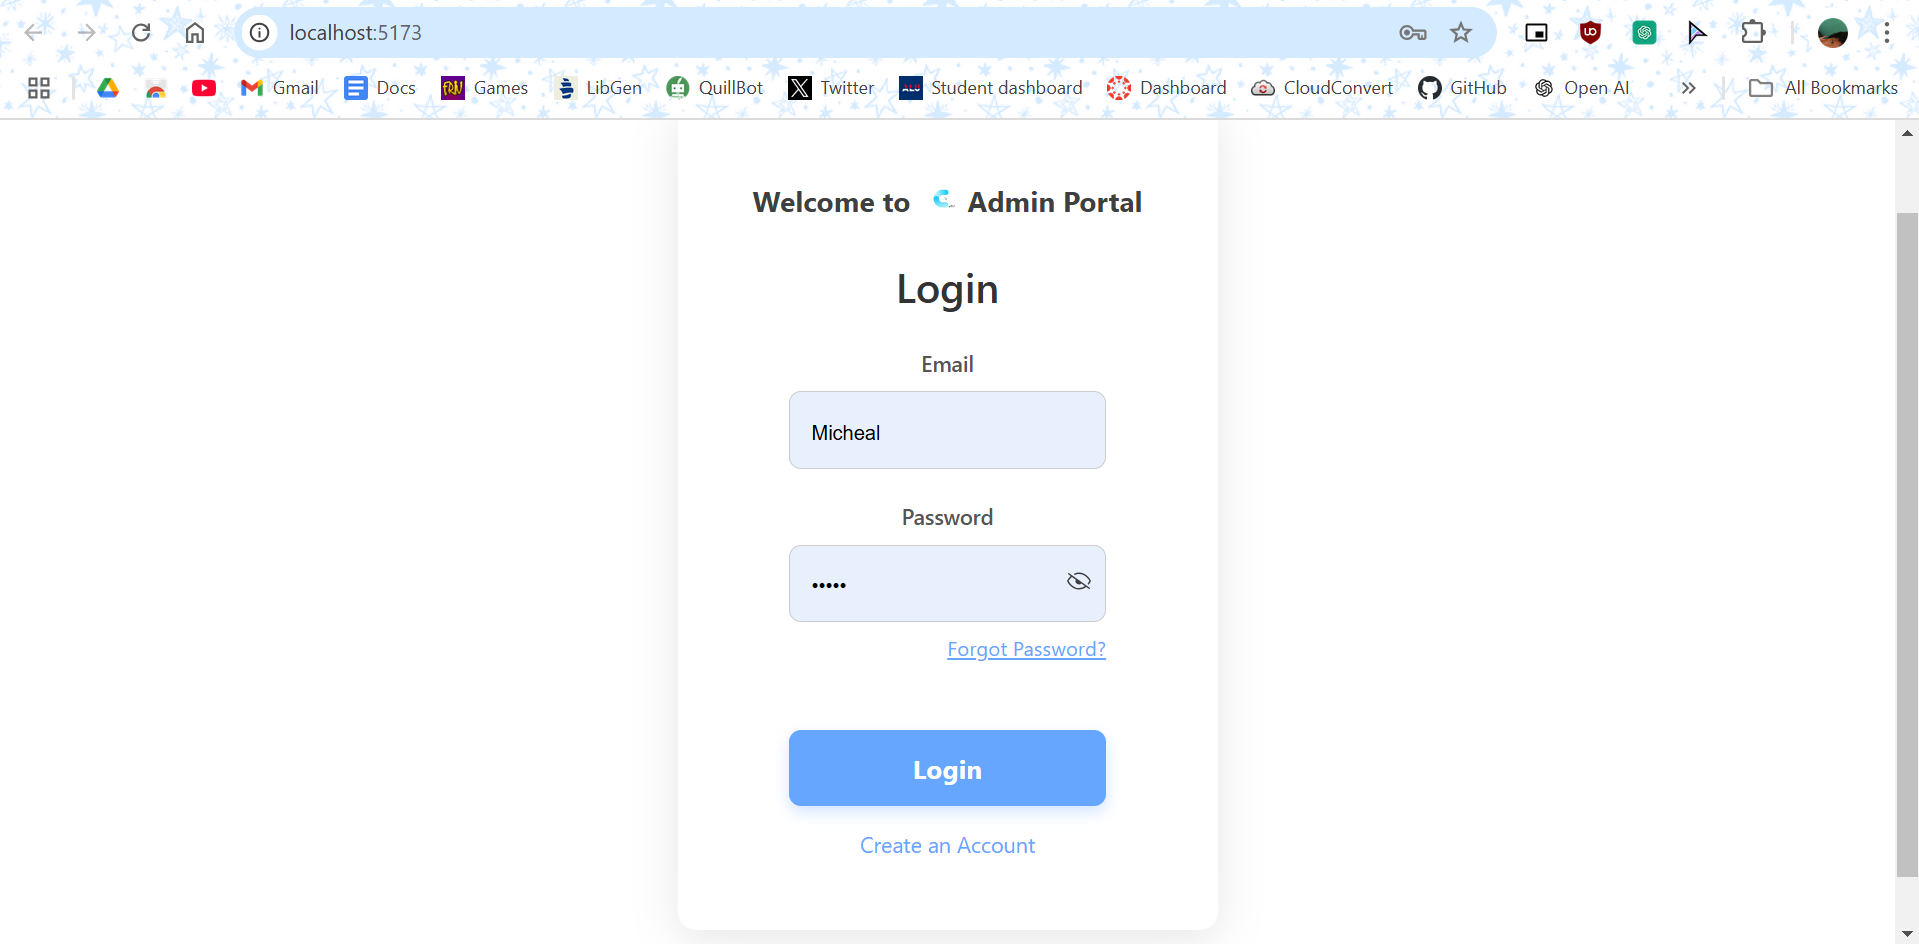 localhost:5173
Gmail Docs Games LibGen QuillBot Twitter Student dashboard Dashboard CloudConvert GitHub Open AI » All Bookmarks
Welcome to Admin Portal
Login
Email
Micheal
Password
•••••
Forgot Password?
Login
Create an Account